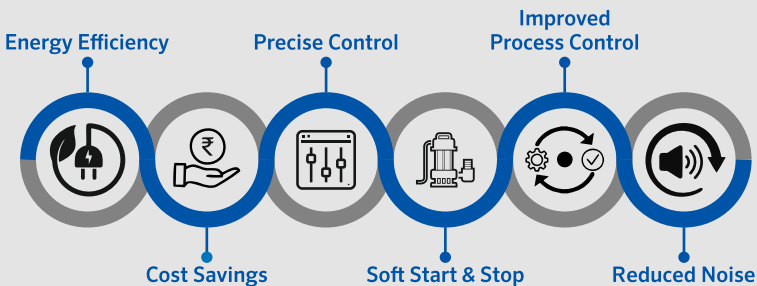 Energy Efficiency
Precise Control
Improved
Process Control
₹
Cost Savings
Soft Start & Stop
Reduced Noise